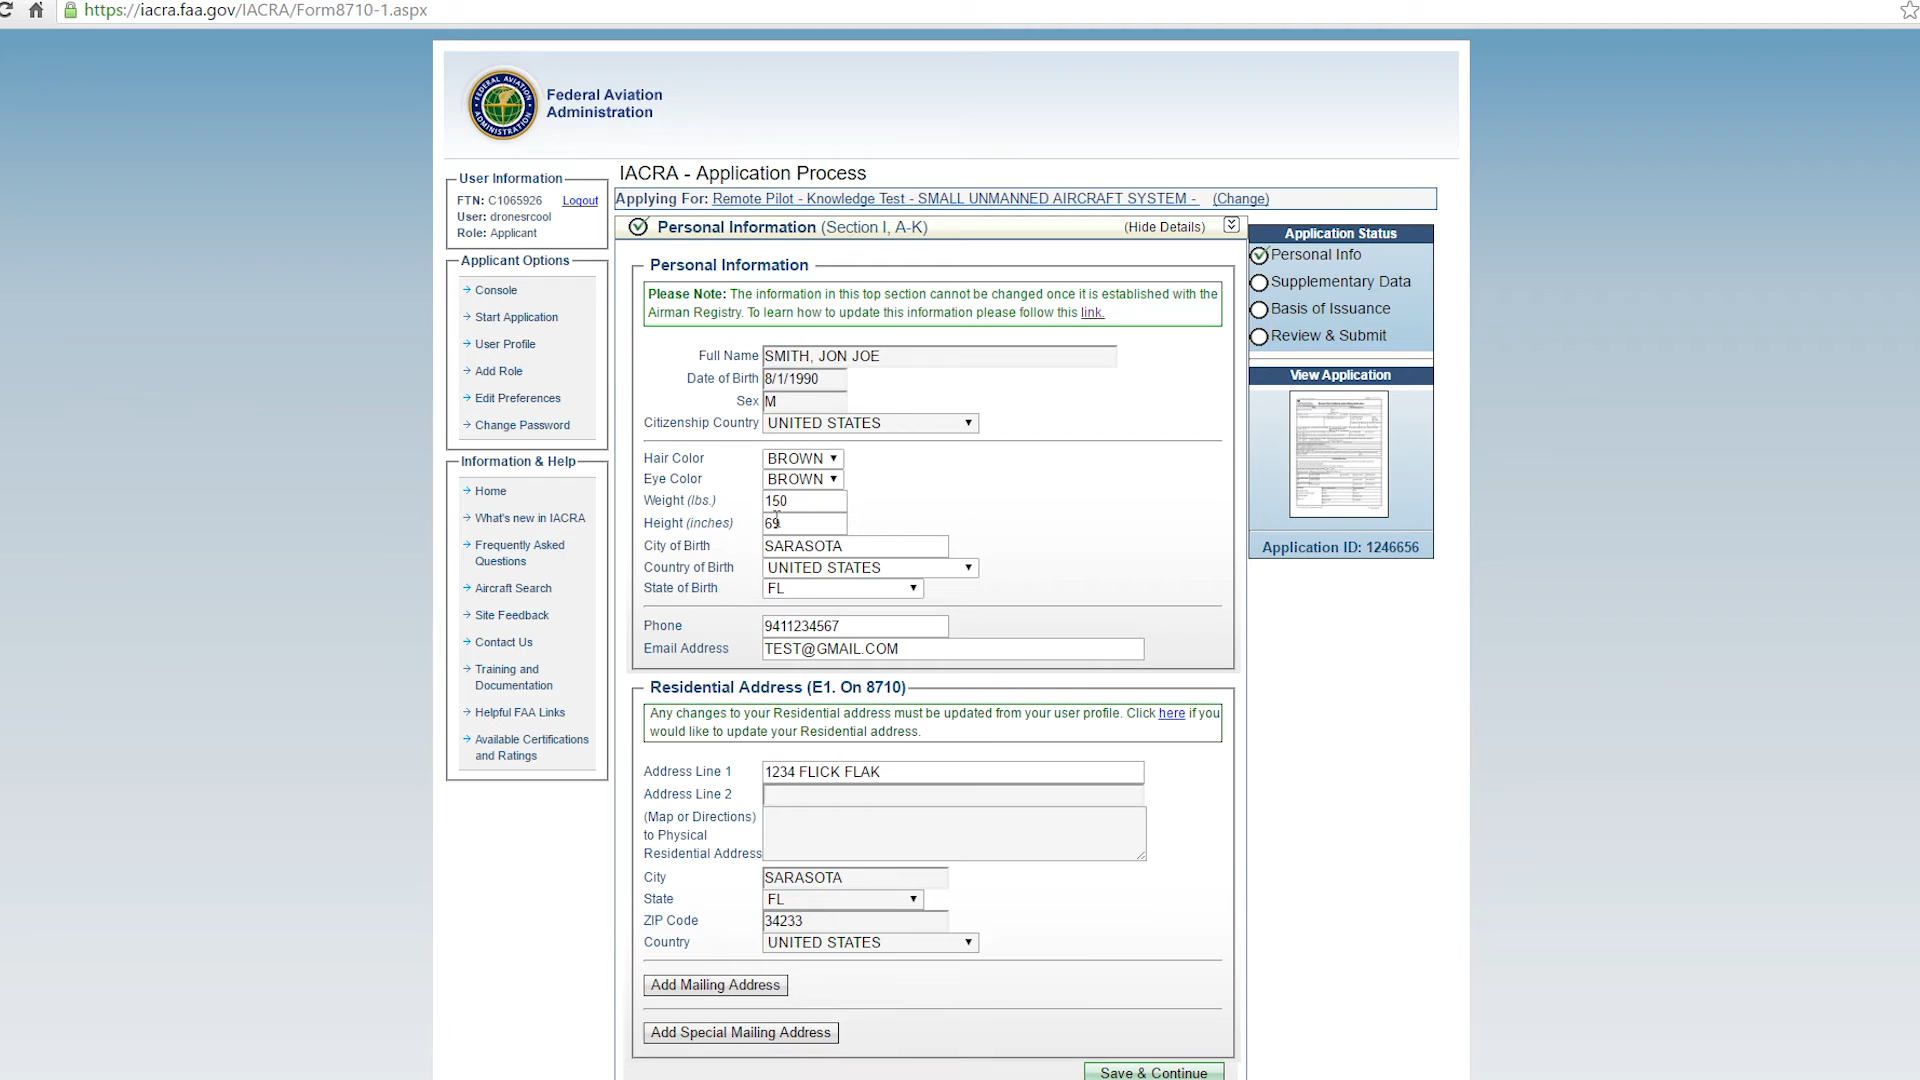 https://iacra.faa.gov/IACRA/Form8710-1.aspx
Federal Aviation
Administration
User Information
FTN: C1065926 Logout
User: dronesrcool
Role: Applicant
Applicant Options
Console
Start Application
User Profile
Add Role
Edit Preferences
Change Password
Information & Help
Home
What's new in IACRA
Frequently Asked
Questions
Aircraft Search
Site Feedback
Contact Us
Training and
Documentation
Helpful FAA Links
Available Certifications
and Ratings
IACRA - Application Process
Applying For: Remote Pilot - Knowledge Test - SMALL UNMANNED AIRCRAFT SYSTEM - (Change)
Personal Information (Section I, A-K) (Hide Details)
Personal Information
Please Note: The information in this top section cannot be changed once it is established with the
Airman Registry. To learn how to update this information please follow this link.
Full Name SMITH, JON JOE
Date of Birth 8/1/1990
Sex M
Citizenship Country UNITED STATES
Hair Color BROWN
Eye Color BROWN
Weight (lbs.) 150
Height (inches) 69
City of Birth SARASOTA
Country of Birth UNITED STATES
State of Birth FL
Phone 9411234567
Email Address TEST@GMAIL.COM
Residential Address (E1. On 8710)
Any changes to your Residential address must be updated from your user profile. Click here if you
would like to update your Residential address.
Address Line 1 1234 FLICK FLAK
Address Line 2
(Map or Directions)
to Physical
Residential Address
City SARASOTA
State FL
ZIP Code 34233
Country UNITED STATES
Add Mailing Address
Add Special Mailing Address
Save & Continue
Application Status
Personal Info
Supplementary Data
Basis of Issuance
Review & Submit
View Application
Application ID: 1246656